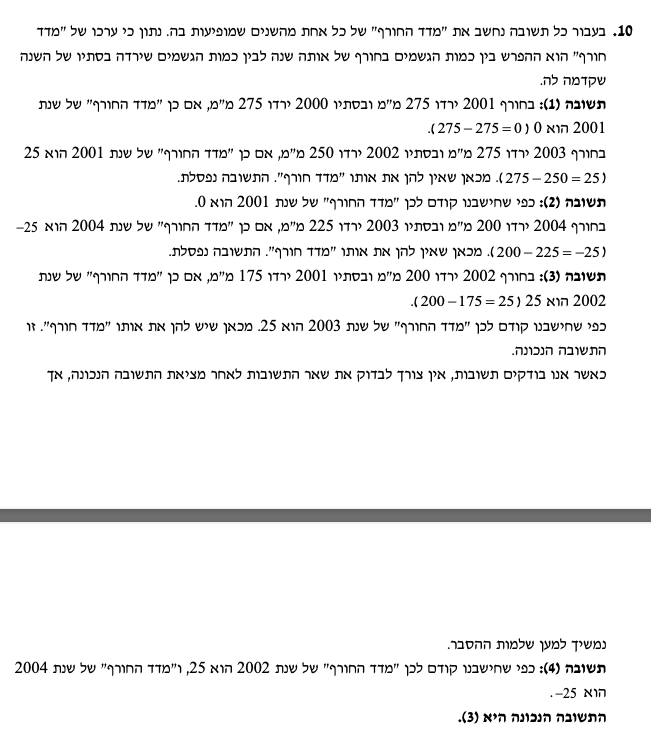 10. בעבור כל תשובה נחשב את "מדד החורף" של כל אחת מהשנים שמופיעות בה. נתון כי ערכו של "מדד
חורף" הוא ההפרש בין כמות הגשמים בחורף של אותה שנה לבין כמות הגשמים שירדה בסתיו של השנה
שקדמה לה.
תשובה (1): בחורף 2001 ירדו 275 מ"מ ובסתיו 2000 ירדו 275 מ"מ, אם כן "מדד החורף" של שנת
2001 הוא 0 (275 – 275 = 0).
בחורף 2003 ירדו 275 מ"מ ובסתיו 2002 ירדו 250 מ"מ, אם כן "מדד החורף" של שנת 2001 הוא 25
(275 – 250 = 25). מכאן שאין להן את אותו "מדד חורף". התשובה נפסלת.
תשובה (2): כפי שחישבנו קודם לכן "מדד החורף" של שנת 2001 הוא 0.
בחורף 2004 ירדו 200 מ"מ ובסתיו 2003 ירדו 225 מ"מ, אם כן "מדד החורף" של שנת 2004 הוא –25
(200 – 225 = –25). מכאן שאין להן את אותו "מדד חורף". התשובה נפסלת.
תשובה (3): בחורף 2002 ירדו 200 מ"מ ובסתיו 2001 ירדו 175 מ"מ, אם כן "מדד החורף" של שנת
2002 הוא 25 (200 – 175 = 25).
כפי שחישבנו קודם לכן "מדד החורף" של שנת 2003 הוא 25. מכאן שיש להן את אותו "מדד חורף". זו
התשובה הנכונה.
כאשר אנו בודקים תשובות, אין צורך לבדוק את שאר התשובות לאחר מציאת התשובה הנכונה, אך
נמשיך למען שלמות ההסבר.
תשובה (4): כפי שחישבנו קודם לכן "מדד החורף" של שנת 2002 הוא 25, ו"מדד החורף" של שנת 2004
הוא –25.
התשובה הנכונה היא (3).